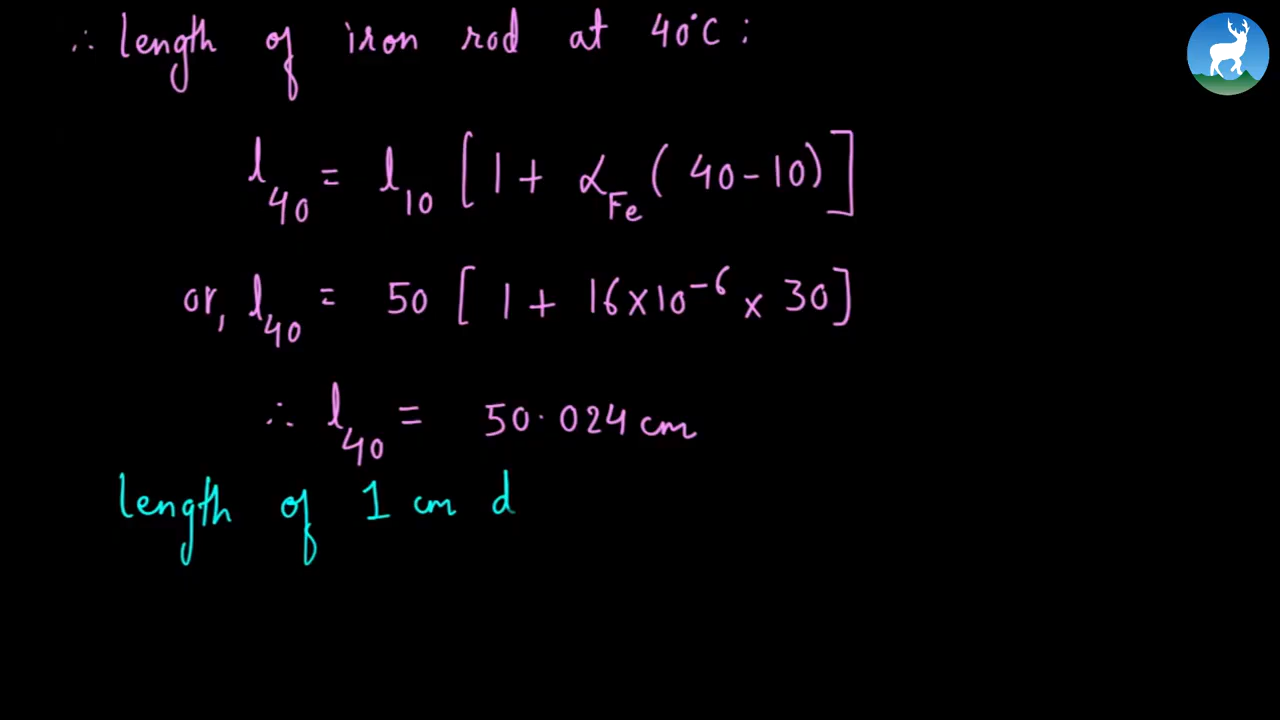 ∴ length of iron rod at 40°C :
l₄₀ = l₁₀ [ 1 + α_Fe ( 40 - 10) ]
or, l₄₀ = 50 [ 1 + 16 x 10⁻⁶ x 30 ]
∴ l₄₀ = 50·024 cm
length of 1 cm d